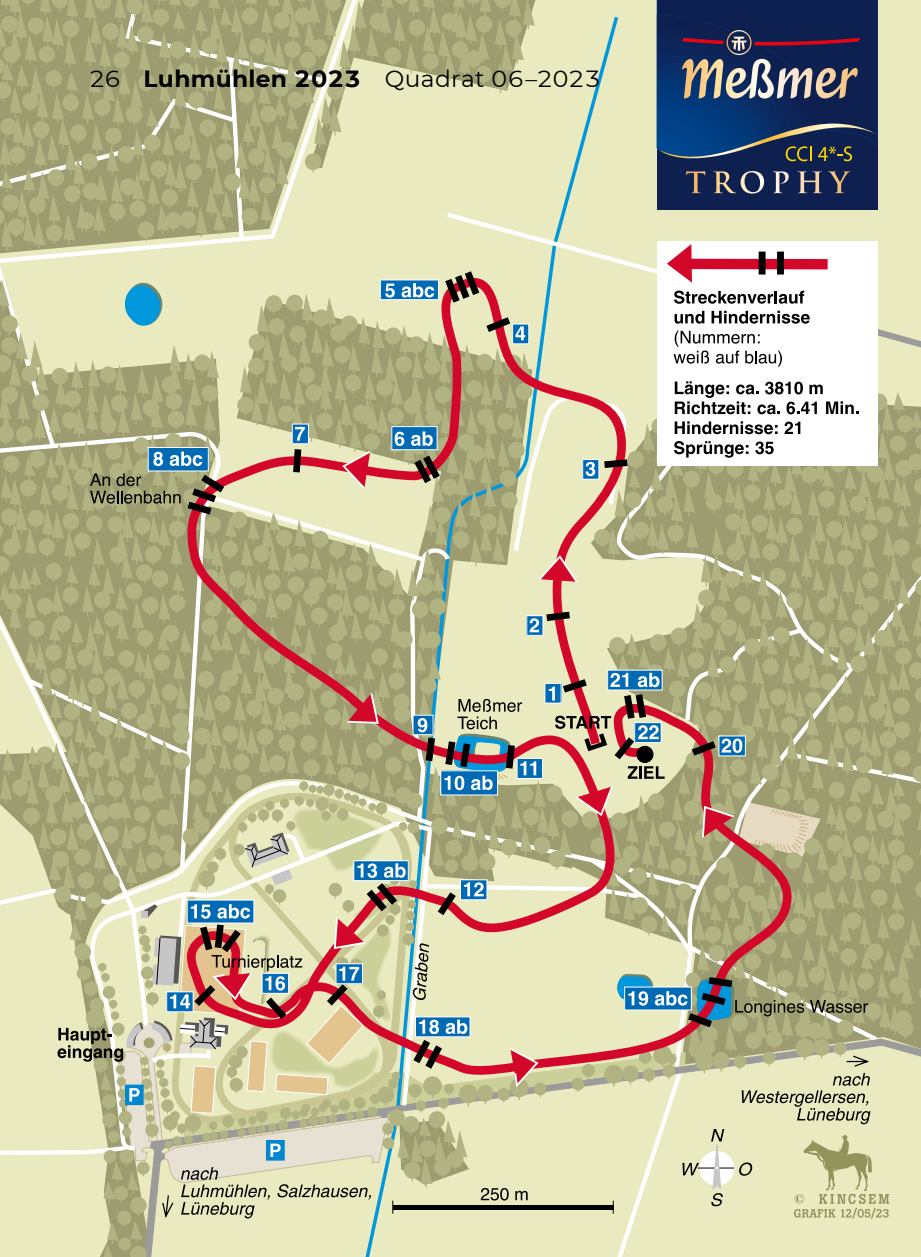 26 Luhmühlen 2023 Quadrat 06–2023
Meßmer
CCI 4*-S
TROPHY
Streckenverlauf
und Hindernisse
(Nummern:
weiß auf blau)
Länge: ca. 3810 m
Richtzeit: ca. 6.41 Min.
Hindernisse: 21
Sprünge: 35
5 abc
4
7
6 ab
8 abc
An der
Wellenbahn
3
2
1
START
21 ab
22
ZIEL
20
9
Meßmer
Teich
10 ab
11
13 ab
12
15 abc
Turnierplatz
14
16
17
Graben
18 ab
19 abc
Longines Wasser
Haupt-
eingang
P
P
nach
Westergellersen,
Lüneburg
nach
Luhmühlen, Salzhausen,
Lüneburg
250 m
N
W O
S
© KINCSEM
GRAFIK 12/05/23